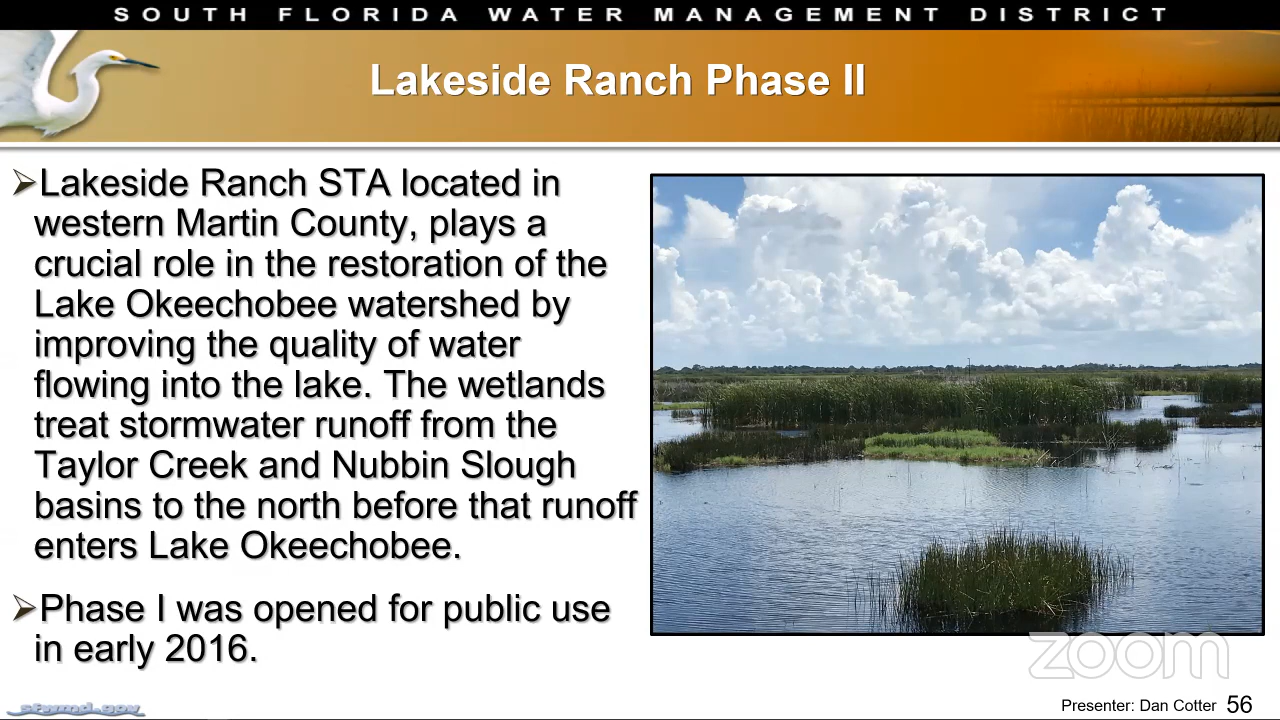 SOUTH FLORIDA WATER MANAGEMENT DISTRICT
Lakeside Ranch Phase II
Lakeside Ranch STA located in
western Martin County, plays a
crucial role in the restoration of the
Lake Okeechobee watershed by
improving the quality of water
flowing into the lake. The wetlands
treat stormwater runoff from the
Taylor Creek and Nubbin Slough
basins to the north before that runoff
enters Lake Okeechobee.
Phase I was opened for public use
in early 2016.
zoom
sfwmd.gov
Presenter: Dan Cotter 56